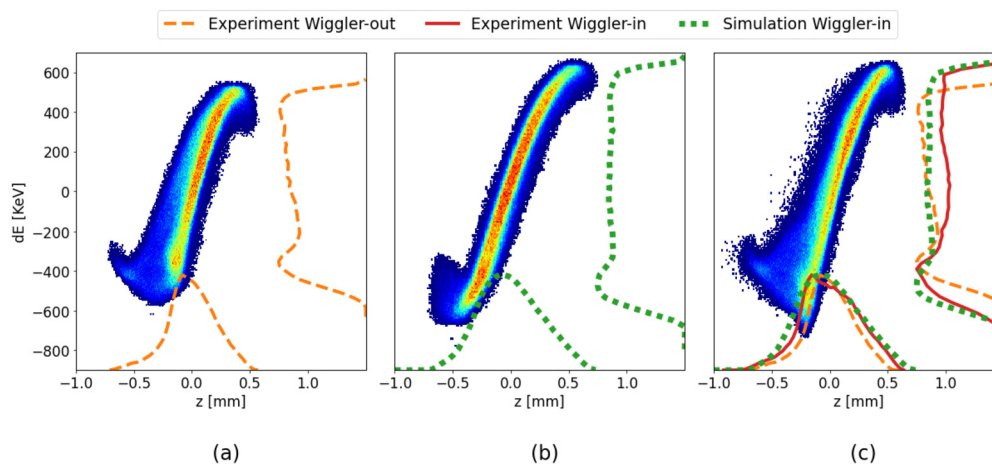 Experiment Wiggler-out Experiment Wiggler-in Simulation Wiggler-in
600
400
200
0
−200
−400
−600
−800
dE [KeV]
−1.0 −0.5 0.0 0.5 1.0 −1.0 −0.5 0.0 0.5 1.0 −1.0 −0.5 0.0 0.5 1.0
z [mm] z [mm] z [mm]
(a) (b) (c)